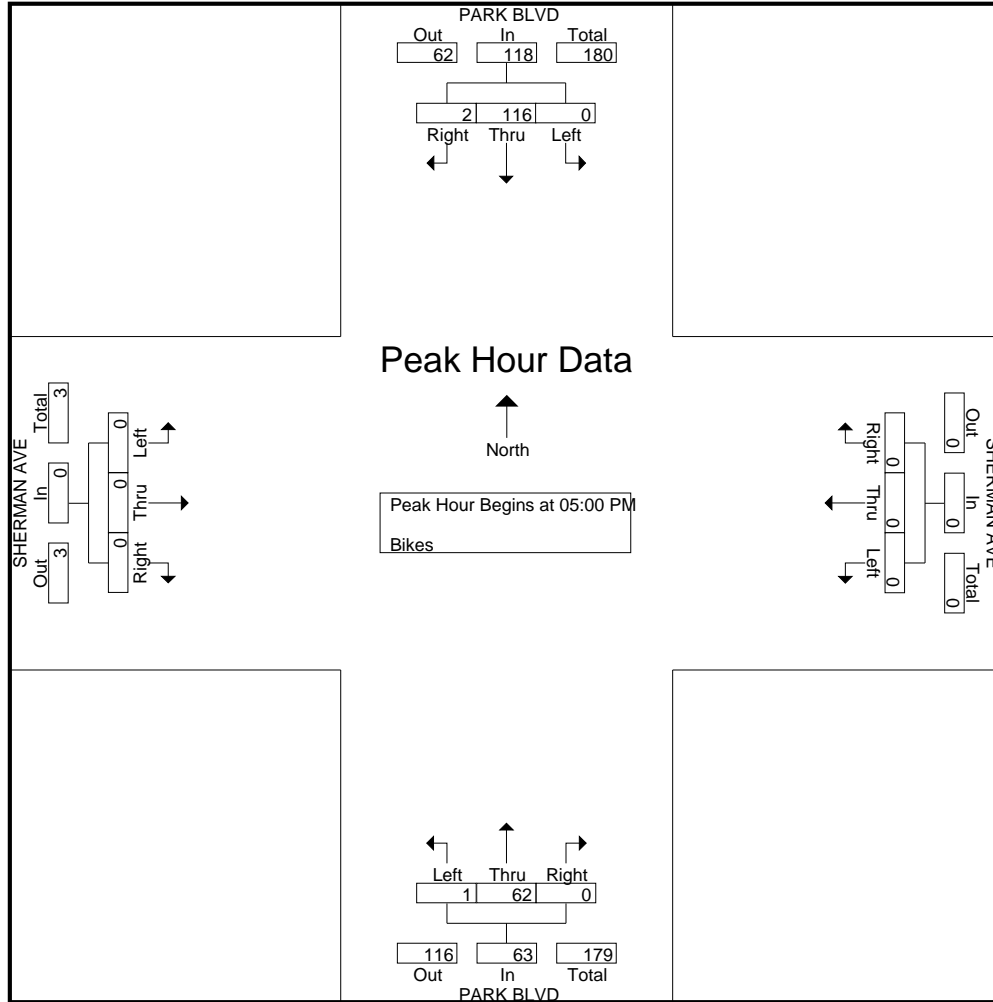 PARK BLVD
Out In Total
62 118 180
2 116 0
Right Thru Left
Peak Hour Data
North
Peak Hour Begins at 05:00 PM
Bikes
SHERMAN AVE
Out In Total
3 0 3
Right Thru Left
0 0 0
SHERMAN AVE
Out In Total
0 0 0
Right Thru Left
0 0 0
Left Thru Right
1 62 0
116 63 179
Out In Total
PARK BLVD